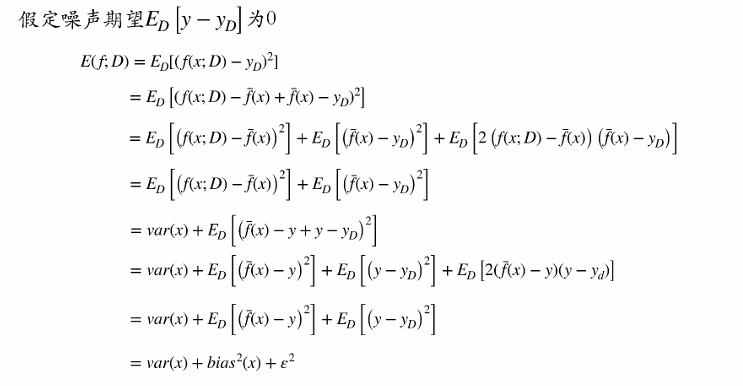 假定噪声期望E_D [y − y_D] 为0
E(f; D) = E_D[(f(x; D) − y_D)²]
= E_D [(f(x; D) − f̄(x) + f̄(x) − y_D)²]
= E_D [(f(x; D) − f̄(x))²] + E_D [(f̄(x) − y_D)²] + E_D [2 (f(x; D) − f̄(x)) (f̄(x) − y_D)]
= E_D [(f(x; D) − f̄(x))²] + E_D [(f̄(x) − y_D)²]
= var(x) + E_D [(f̄(x) − y + y − y_D)²]
= var(x) + E_D [(f̄(x) − y)²] + E_D [(y − y_D)²] + E_D [2(f̄(x) − y)(y − y_d)]
= var(x) + E_D [(f̄(x) − y)²] + E_D [(y − y_D)²]
= var(x) + bias²(x) + ε²